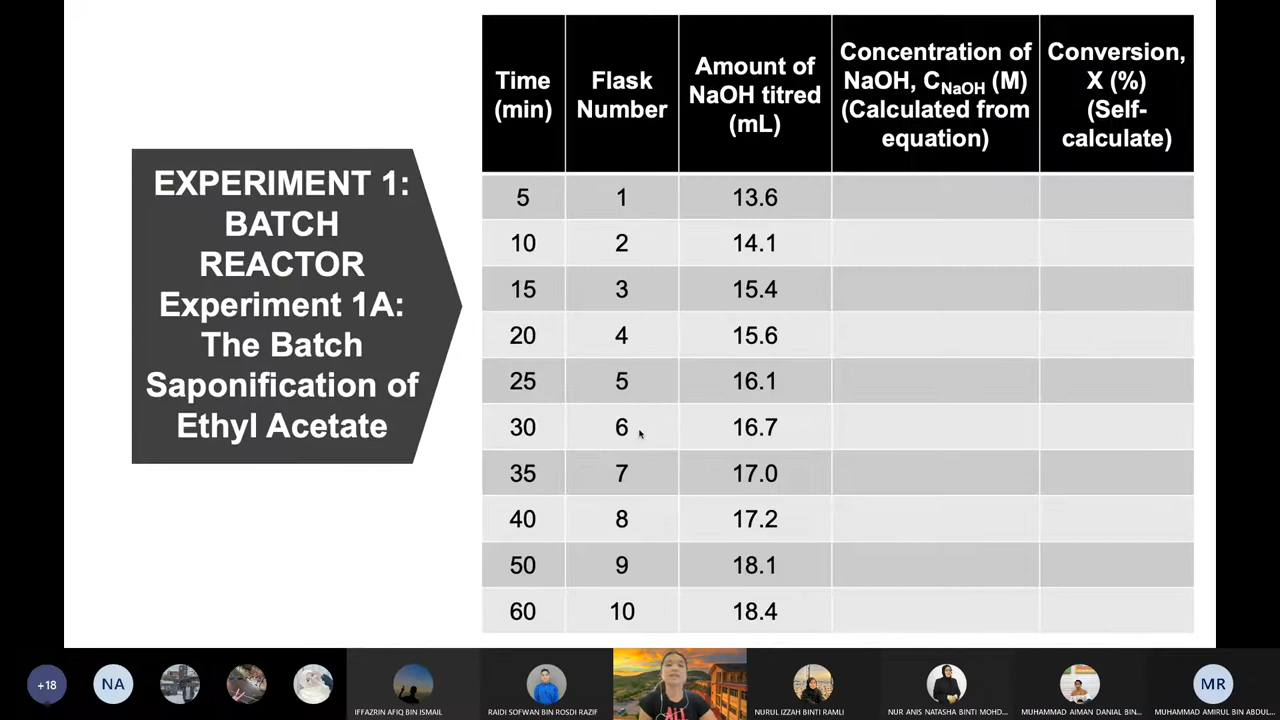 EXPERIMENT 1:
BATCH
REACTOR
Experiment 1A:
The Batch
Saponification of
Ethyl Acetate
Time (min) Flask Number Amount of NaOH titred (mL) Concentration of NaOH, CNaOH (M) (Calculated from equation) Conversion, X (%) (Self-calculate)
5 1 13.6
10 2 14.1
15 3 15.4
20 4 15.6
25 5 16.1
30 6 16.7
35 7 17.0
40 8 17.2
50 9 18.1
60 10 18.4
+18 NA MR
IFFAZRIN AFIQ BIN ISMAIL RAIDI SOFWAN BIN ROSDI RAZIF NURUL IZZAH BINTI RAMLI NUR ANIS NATASHA BINTI MOHD... MUHAMMAD AIMAN DANIAL BIN... MUHAMMAD AMIRUL BIN ABDUL...